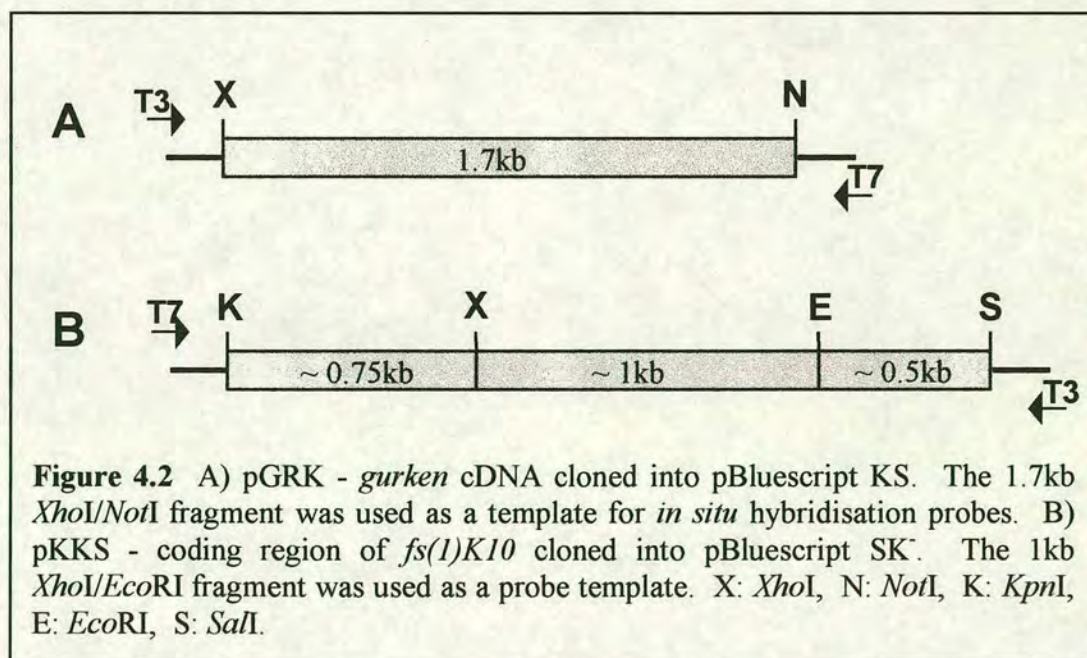 T3 X N
A
1.7kb
T7
T7 K X E S
B
~ 0.75kb ~ 1kb ~ 0.5kb
T3
Figure 4.2 A) pGRK - gurken cDNA cloned into pBluescript KS. The 1.7kb
XhoI/NotI fragment was used as a template for in situ hybridisation probes. B)
pKKS - coding region of fs(1)K10 cloned into pBluescript SK⁻. The 1kb
XhoI/EcoRI fragment was used as a probe template. X: XhoI, N: NotI, K: KpnI,
E: EcoRI, S: SalI.